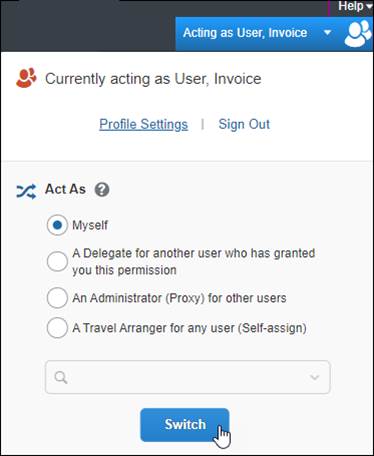 Help
Acting as User, Invoice
Currently acting as User, Invoice
Profile Settings | Sign Out
Act As ?
Myself
A Delegate for another user who has granted
you this permission
An Administrator (Proxy) for other users
A Travel Arranger for any user (Self-assign)
Switch